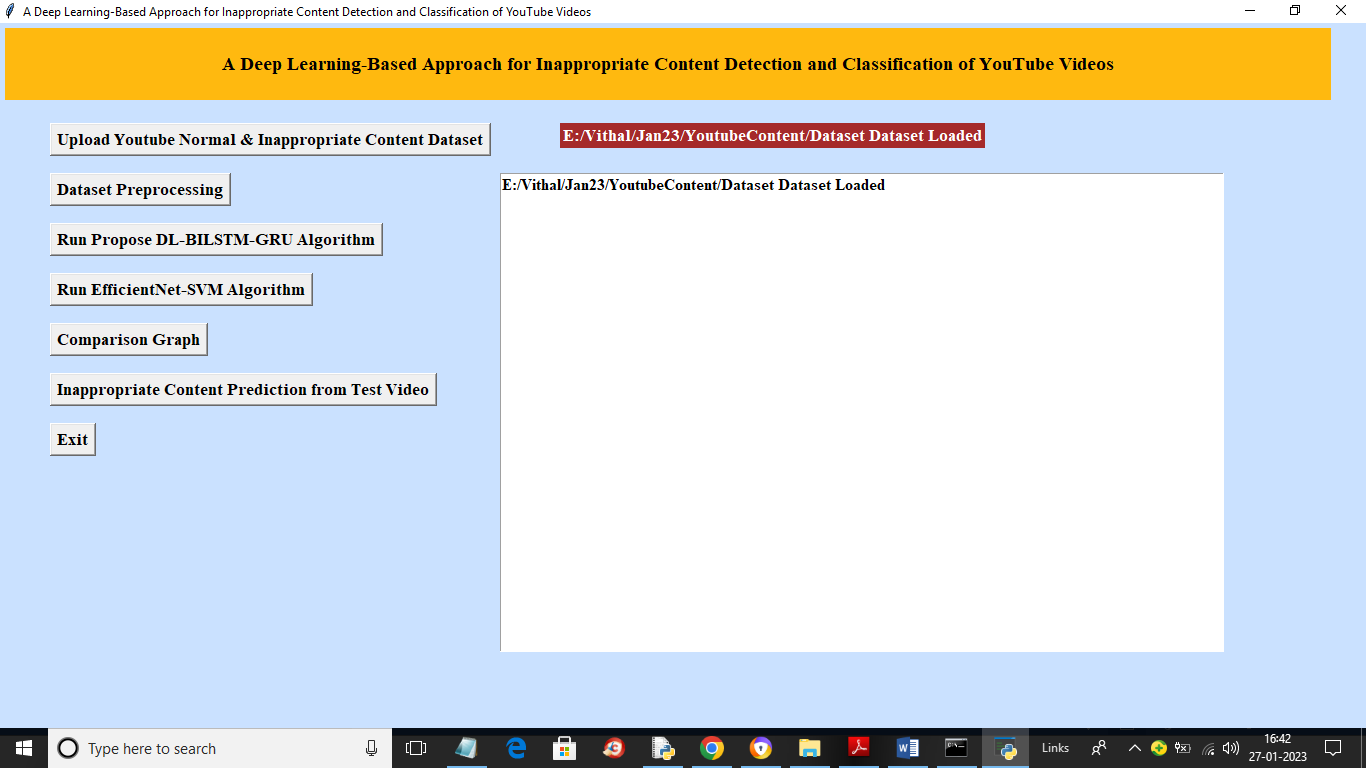 A Deep Learning-Based Approach for Inappropriate Content Detection and Classification of YouTube Videos
A Deep Learning-Based Approach for Inappropriate Content Detection and Classification of YouTube Videos
Upload Youtube Normal & Inappropriate Content Dataset
E:/Vithal/Jan23/YoutubeContent/Dataset Dataset Loaded
Dataset Preprocessing
E:/Vithal/Jan23/YoutubeContent/Dataset Dataset Loaded
Run Propose DL-BILSTM-GRU Algorithm
Run EfficientNet-SVM Algorithm
Comparison Graph
Inappropriate Content Prediction from Test Video
Exit
Type here to search
Links
16:42
27-01-2023